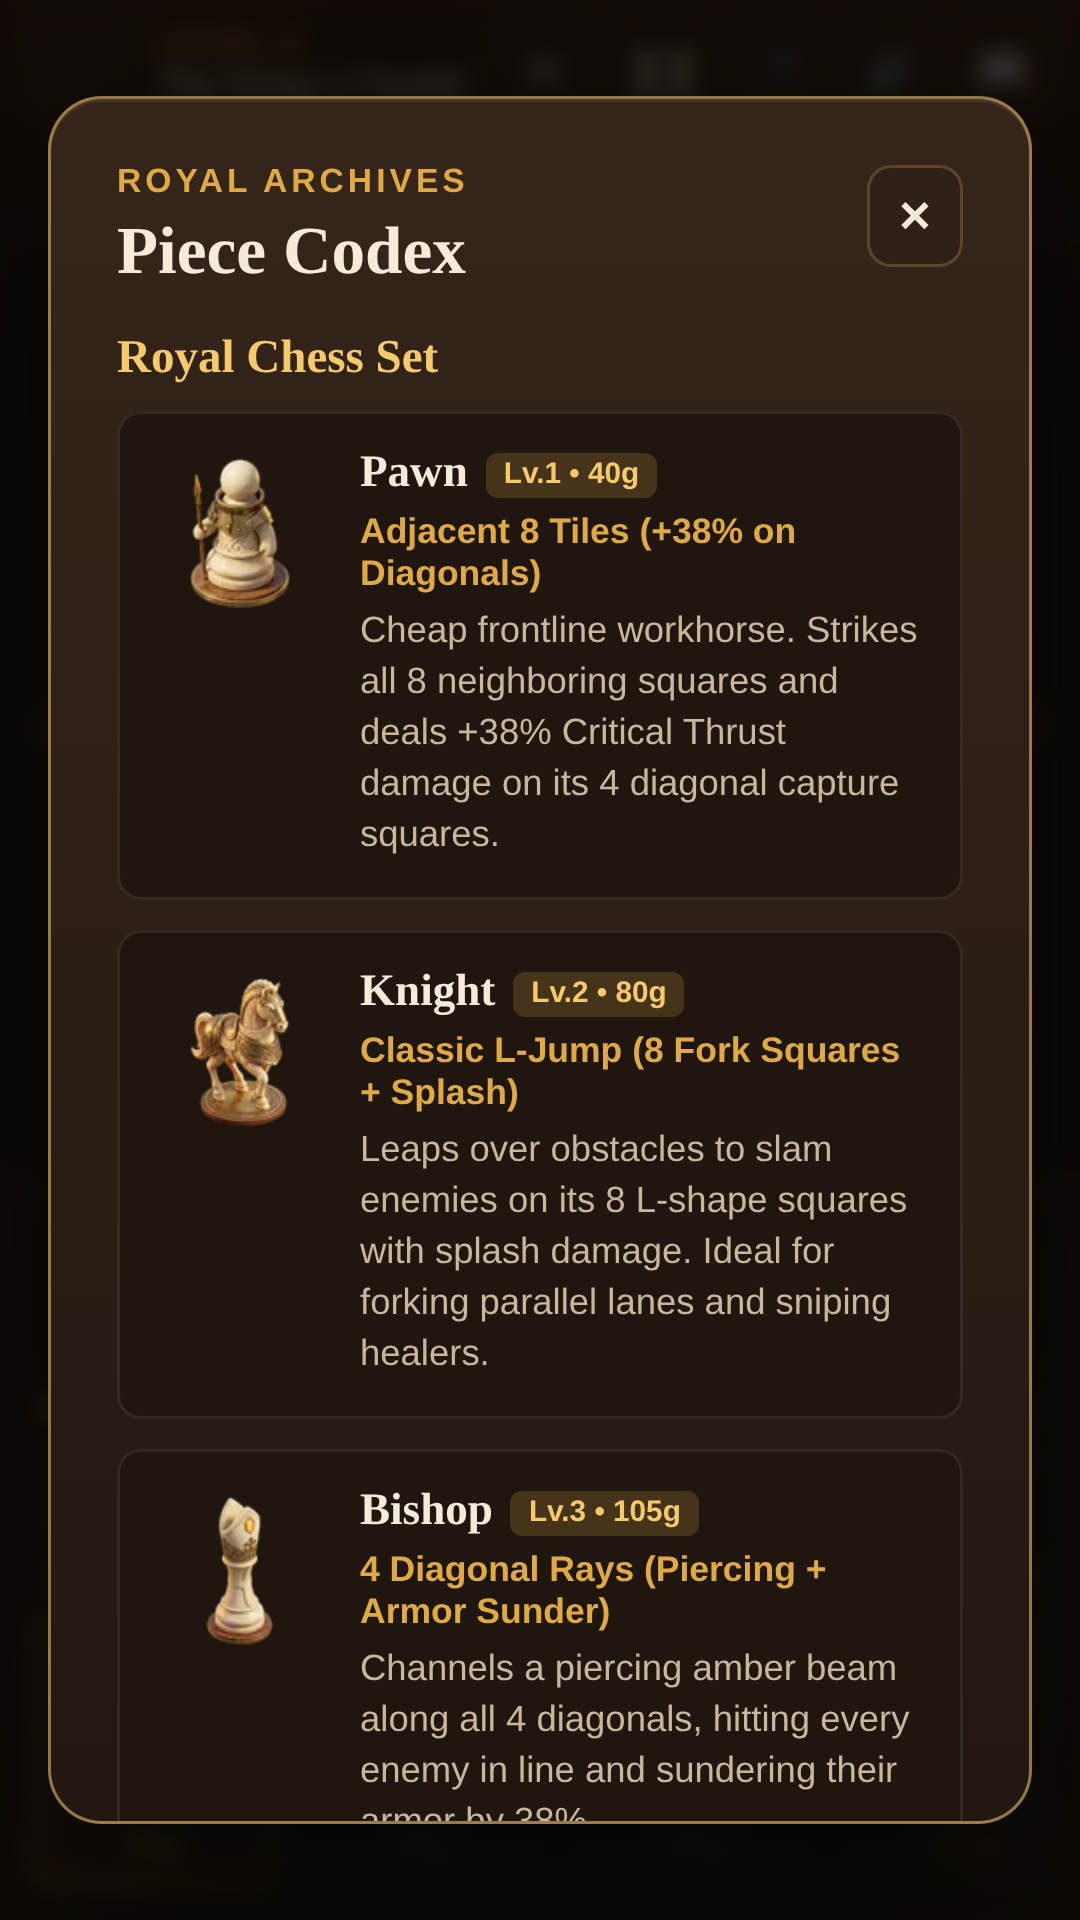 ROYAL ARCHIVES
Piece Codex
✕
Royal Chess Set
Pawn Lv.1 • 40g
Adjacent 8 Tiles (+38% on
Diagonals)
Cheap frontline workhorse. Strikes
all 8 neighboring squares and
deals +38% Critical Thrust
damage on its 4 diagonal capture
squares.
Knight Lv.2 • 80g
Classic L-Jump (8 Fork Squares
+ Splash)
Leaps over obstacles to slam
enemies on its 8 L-shape squares
with splash damage. Ideal for
forking parallel lanes and sniping
healers.
Bishop Lv.3 • 105g
4 Diagonal Rays (Piercing +
Armor Sunder)
Channels a piercing amber beam
along all 4 diagonals, hitting every
enemy in line and sundering their
armor by 38%